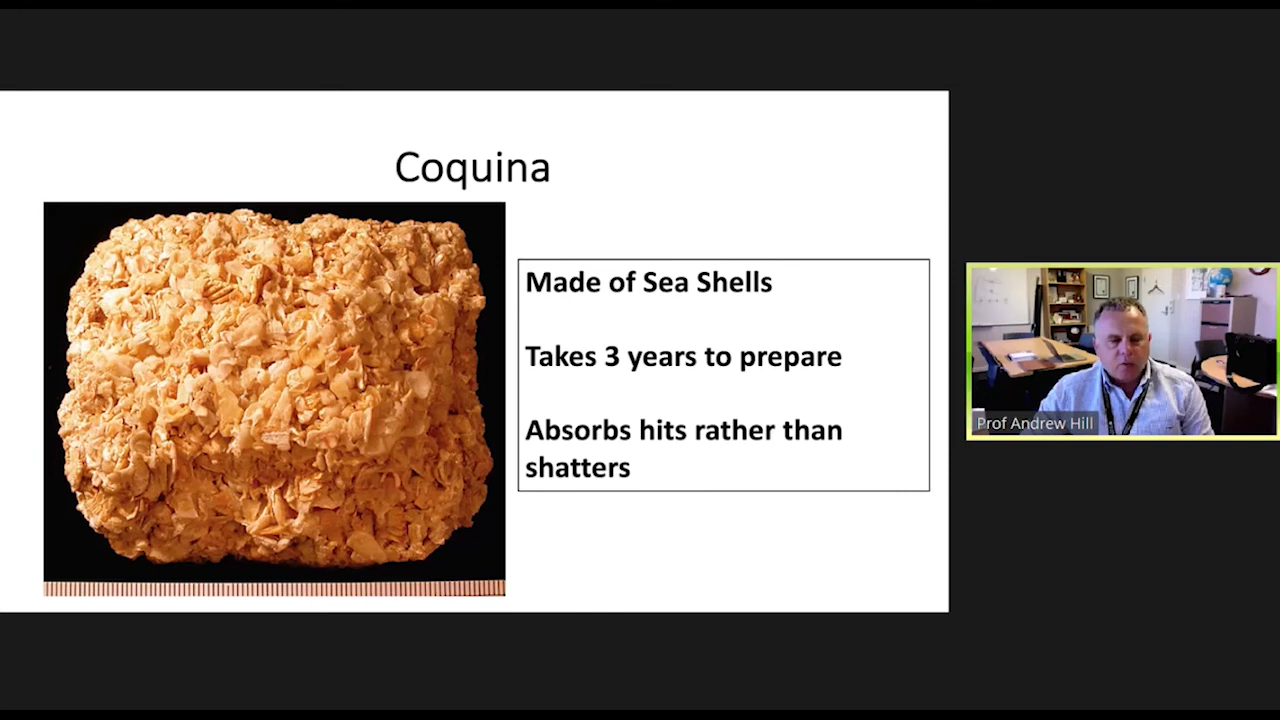 Coquina
Made of Sea Shells
Takes 3 years to prepare
Absorbs hits rather than
shatters
Prof Andrew Hill